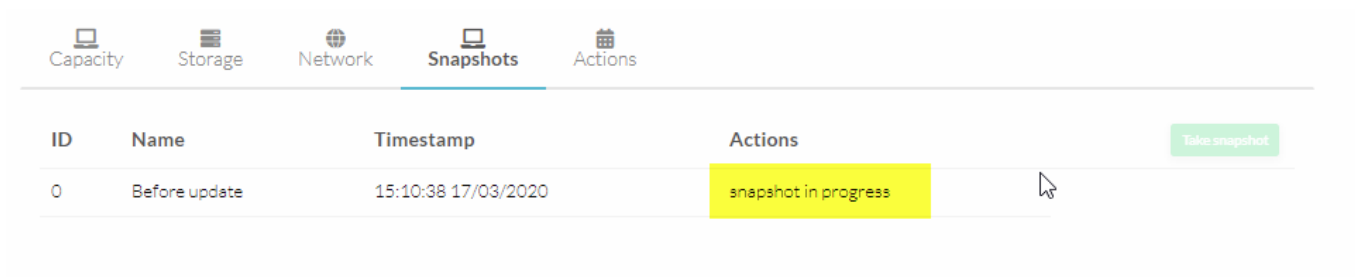 Capacity Storage Network Snapshots Actions
ID Name Timestamp Actions Take snapshot
0 Before update 15:10:38 17/03/2020 snapshot in progress